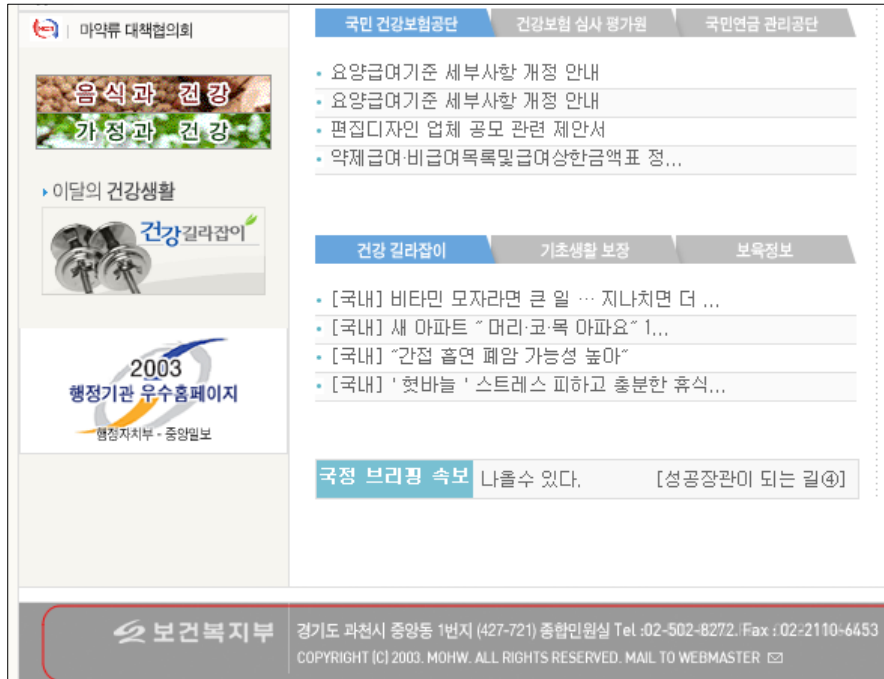 마약류 대책협의회
음식과 건강
가정과 건강
이달의 건강생활
건강길라잡이
2003
행정기관 우수홈페이지
행정자치부 - 중앙일보
국민 건강보험공단 건강보험 심사 평가원 국민연금 관리공단
· 요양급여기준 세부사항 개정 안내
· 요양급여기준 세부사항 개정 안내
· 편집디자인 업체 공모 관련 제안서
· 약제급여·비급여목록및급여상한금액표 정...
건강 길라잡이 기초생활 보장 보육정보
· [국내] 비타민 모자라면 큰 일 … 지나치면 더 ...
· [국내] 새 아파트 "머리·코·목 아파요" 1...
· [국내] "간접 흡연 폐암 가능성 높아"
· [국내] ' 혓바늘 ' 스트레스 피하고 충분한 휴식...
국정 브리핑 속보 나올수 있다. [성공장관이 되는 길④]
보건복지부
경기도 과천시 중앙동 1번지 (427-721) 종합민원실 Tel :02-502-8272. Fax : 02-2110-6453
COPYRIGHT (C) 2003. MOHW. ALL RIGHTS RESERVED. MAIL TO WEBMASTER